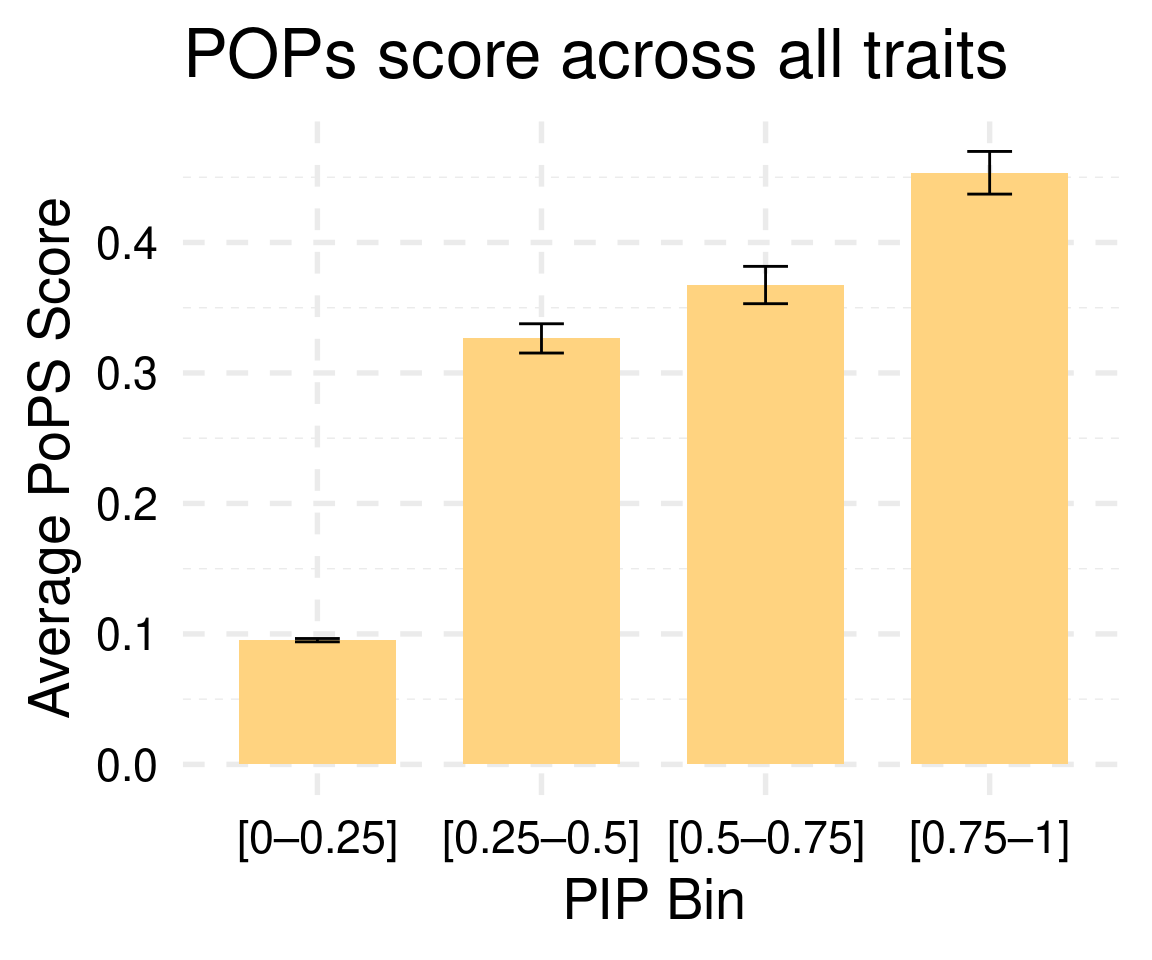 POPs score across all traits
Average PoPS Score
0.4
0.3
0.2
0.1
0.0
[0–0.25] [0.25–0.5] [0.5–0.75] [0.75–1]
PIP Bin